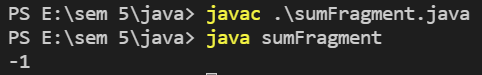 PS E:\sem 5\java> javac .\sumFragment.java
PS E:\sem 5\java> java sumFragment
-1